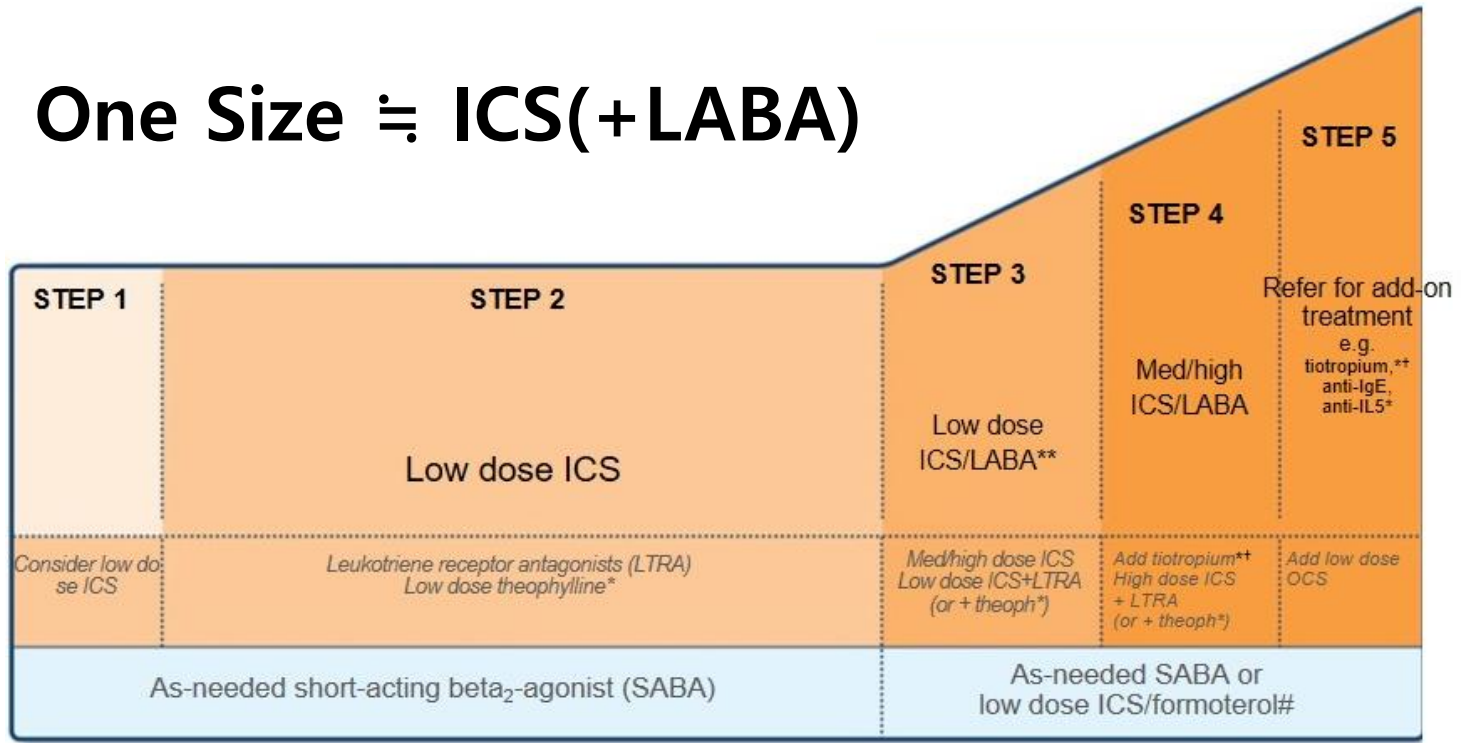 One Size ≒ ICS(+LABA)
STEP 1
STEP 2
STEP 3
STEP 4
STEP 5
Low dose ICS
Low dose
ICS/LABA**
Med/high
ICS/LABA
Refer for add-on
treatment
e.g.
tiotropium,*†
anti-IgE,
anti-IL5*
Consider low do
se ICS
Leukotriene receptor antagonists (LTRA)
Low dose theophylline*
Med/high dose ICS
Low dose ICS+LTRA
(or + theoph*)
Add tiotropium*†
High dose ICS
+ LTRA
(or + theoph*)
Add low dose
OCS
As-needed short-acting beta₂-agonist (SABA)
As-needed SABA or
low dose ICS/formoterol#